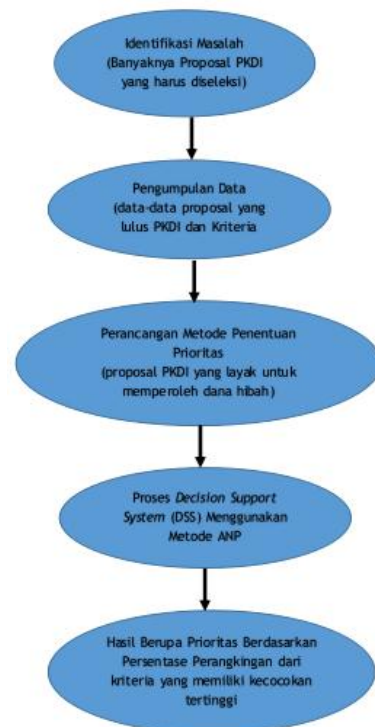 Identifikasi Masalah
(Banyaknya Proposal PKDI
yang harus diseleksi)
Pengumpulan Data
(data-data proposal yang
lulus PKDI dan Kriteria
Perancangan Metode Penentuan
Prioritas
(proposal PKDI yang layak untuk
memperoleh dana hibah)
Proses Decision Support
System (DSS) Menggunakan
Metode ANP
Hasil Berupa Prioritas Berdasarkan
Persentase Perangkingan dari
kriteria yang memiliki kecocokan
tertinggi